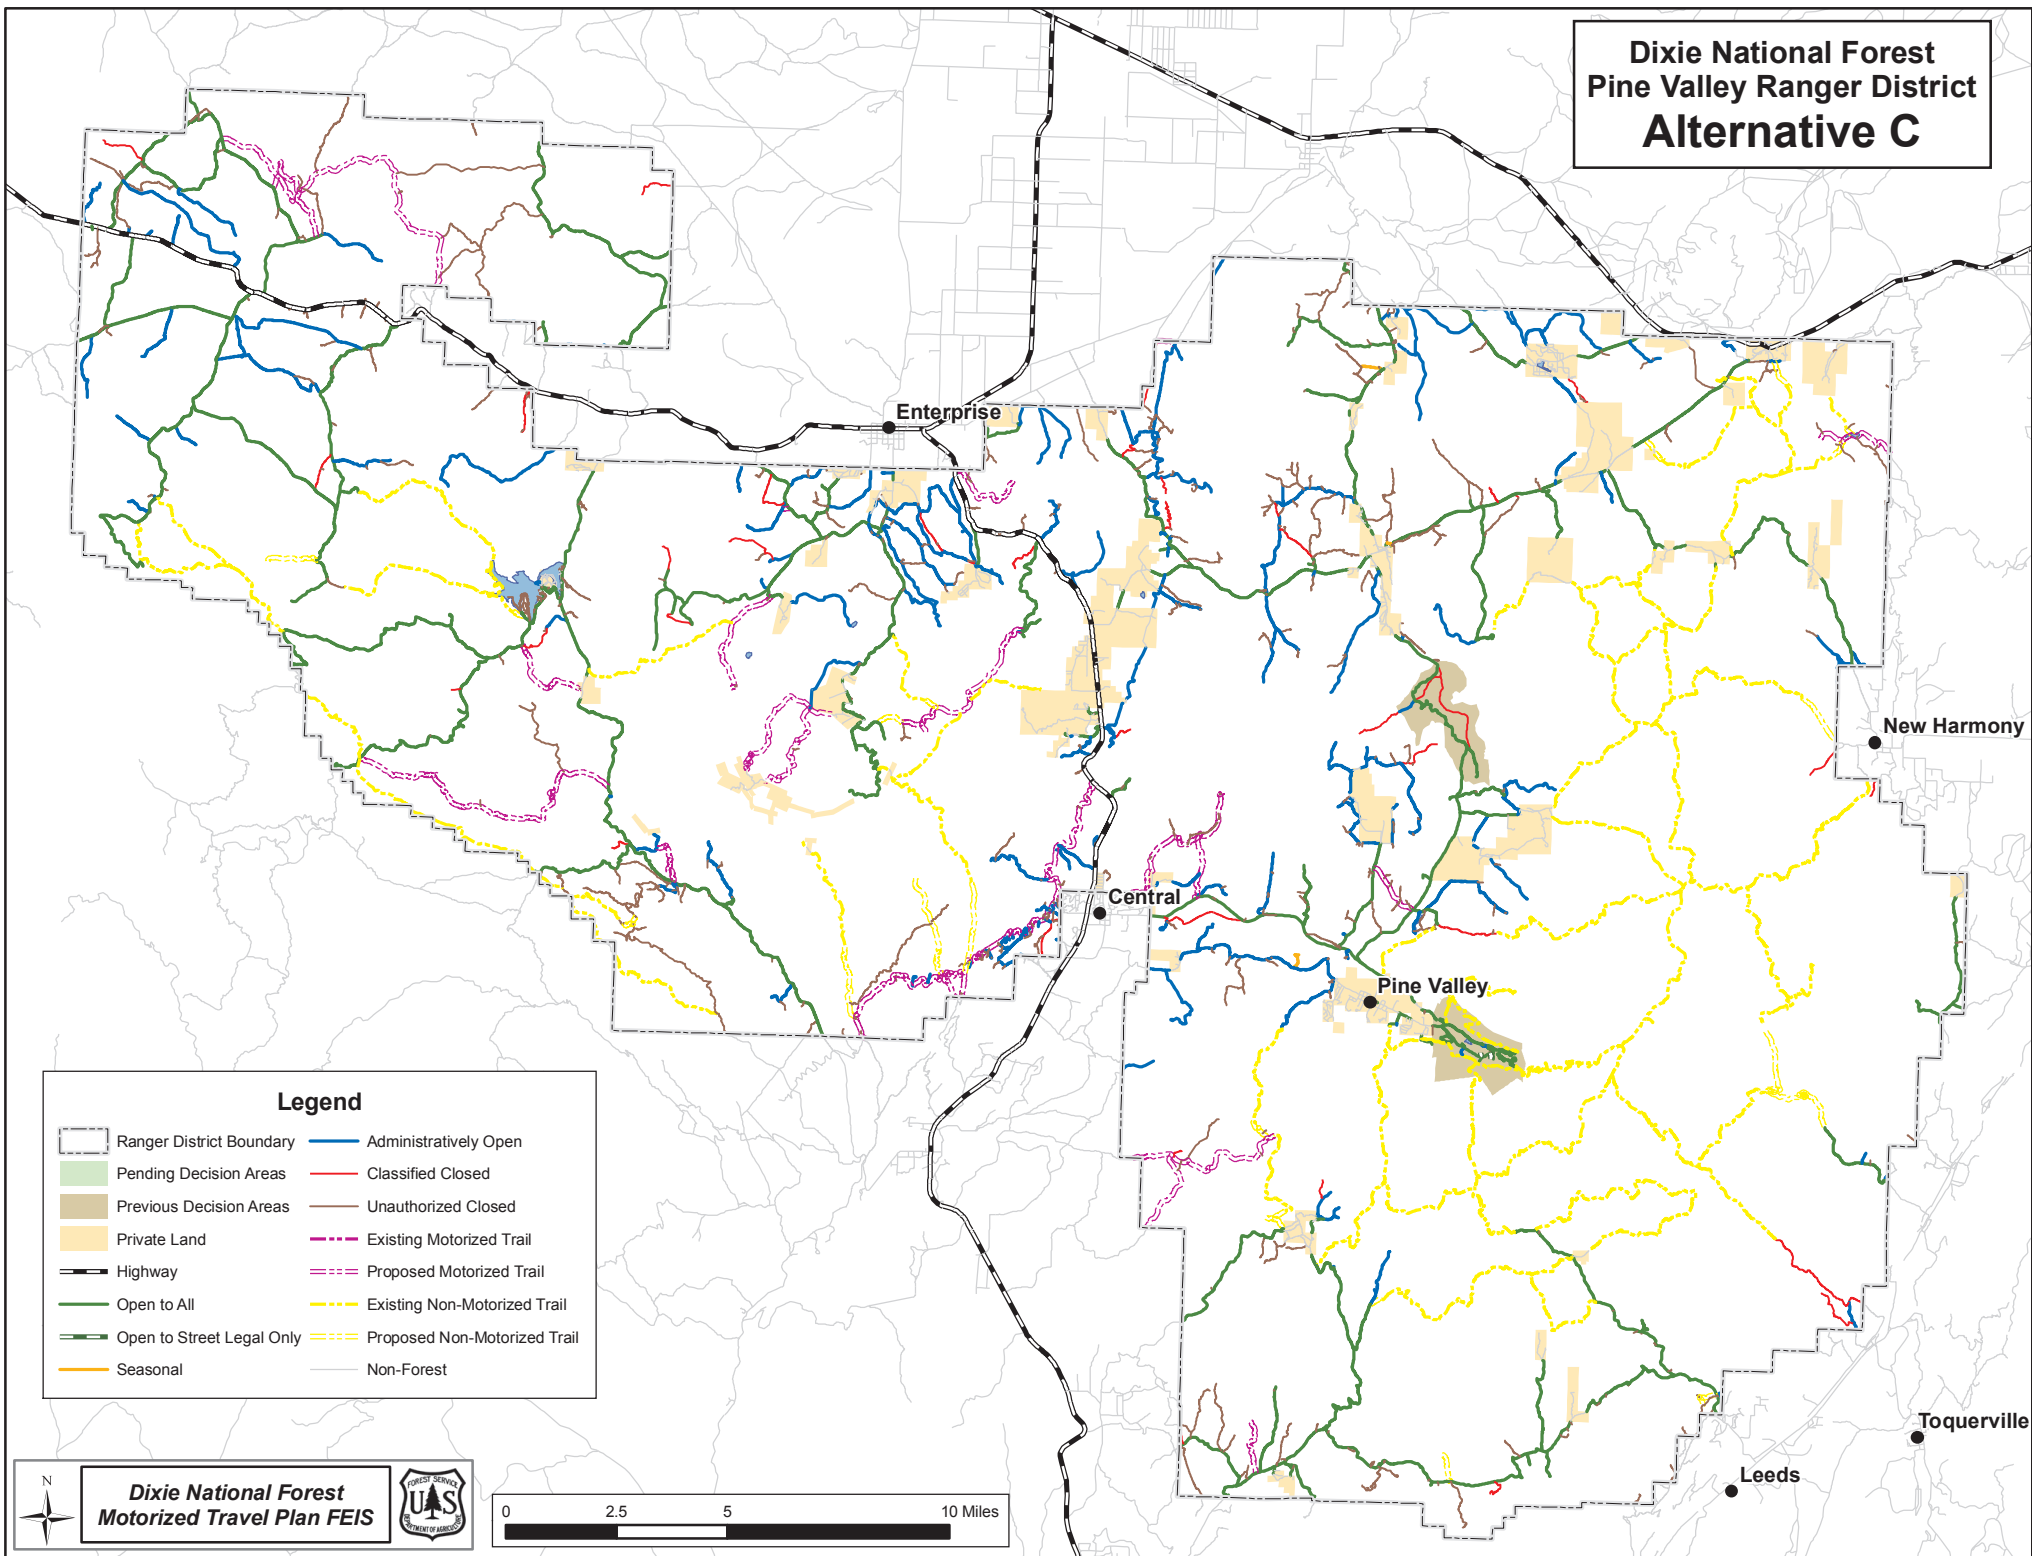 Dixie National Forest
Pine Valley Ranger District
Alternative C
Enterprise
New Harmony
Central
Pine Valley
Toquerville
Leeds
Legend
Ranger District Boundary
Pending Decision Areas
Previous Decision Areas
Private Land
Highway
Open to All
Open to Street Legal Only
Seasonal
Administratively Open
Classified Closed
Unauthorized Closed
Existing Motorized Trail
Proposed Motorized Trail
Existing Non-Motorized Trail
Proposed Non-Motorized Trail
Non-Forest
N
Dixie National Forest
Motorized Travel Plan FEIS
FOREST SERVICE
U S
DEPARTMENT OF AGRICULTURE
0 2.5 5 10 Miles